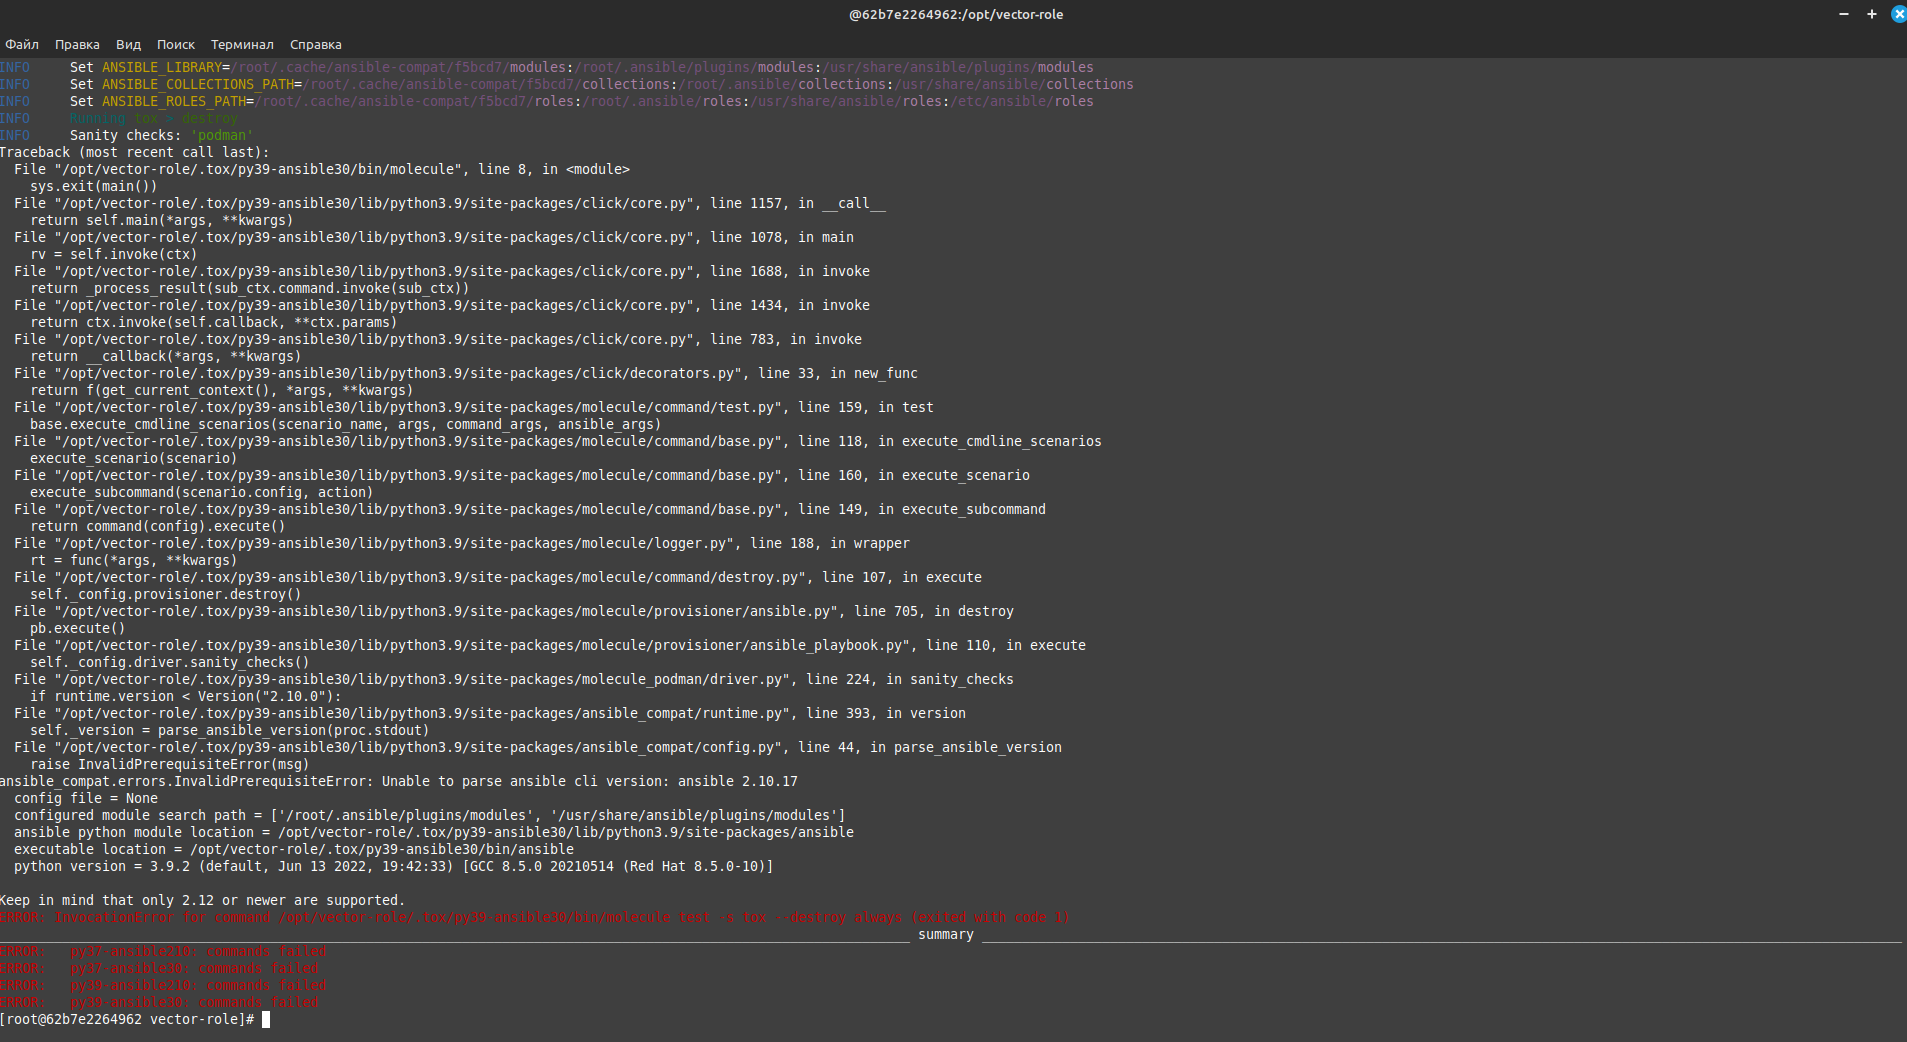 @62b7e2264962:/opt/vector-role
Файл Правка Вид Поиск Терминал Справка
INFO     Set ANSIBLE_LIBRARY=/root/.cache/ansible-compat/f5bcd7/modules:/root/.ansible/plugins/modules:/usr/share/ansible/plugins/modules
INFO     Set ANSIBLE_COLLECTIONS_PATH=/root/.cache/ansible-compat/f5bcd7/collections:/root/.ansible/collections:/usr/share/ansible/collections
INFO     Set ANSIBLE_ROLES_PATH=/root/.cache/ansible-compat/f5bcd7/roles:/root/.ansible/roles:/usr/share/ansible/roles:/etc/ansible/roles
INFO     Running tox > destroy
INFO     Sanity checks: 'podman'
Traceback (most recent call last):
  File "/opt/vector-role/.tox/py39-ansible30/bin/molecule", line 8, in <module>
    sys.exit(main())
  File "/opt/vector-role/.tox/py39-ansible30/lib/python3.9/site-packages/click/core.py", line 1157, in __call__
    return self.main(*args, **kwargs)
  File "/opt/vector-role/.tox/py39-ansible30/lib/python3.9/site-packages/click/core.py", line 1078, in main
    rv = self.invoke(ctx)
  File "/opt/vector-role/.tox/py39-ansible30/lib/python3.9/site-packages/click/core.py", line 1688, in invoke
    return _process_result(sub_ctx.command.invoke(sub_ctx))
  File "/opt/vector-role/.tox/py39-ansible30/lib/python3.9/site-packages/click/core.py", line 1434, in invoke
    return ctx.invoke(self.callback, **ctx.params)
  File "/opt/vector-role/.tox/py39-ansible30/lib/python3.9/site-packages/click/core.py", line 783, in invoke
    return __callback(*args, **kwargs)
  File "/opt/vector-role/.tox/py39-ansible30/lib/python3.9/site-packages/click/decorators.py", line 33, in new_func
    return f(get_current_context(), *args, **kwargs)
  File "/opt/vector-role/.tox/py39-ansible30/lib/python3.9/site-packages/molecule/command/test.py", line 159, in test
    base.execute_cmdline_scenarios(scenario_name, args, command_args, ansible_args)
  File "/opt/vector-role/.tox/py39-ansible30/lib/python3.9/site-packages/molecule/command/base.py", line 118, in execute_cmdline_scenarios
    execute_scenario(scenario)
  File "/opt/vector-role/.tox/py39-ansible30/lib/python3.9/site-packages/molecule/command/base.py", line 160, in execute_scenario
    execute_subcommand(scenario.config, action)
  File "/opt/vector-role/.tox/py39-ansible30/lib/python3.9/site-packages/molecule/command/base.py", line 149, in execute_subcommand
    return command(config).execute()
  File "/opt/vector-role/.tox/py39-ansible30/lib/python3.9/site-packages/molecule/logger.py", line 188, in wrapper
    rt = func(*args, **kwargs)
  File "/opt/vector-role/.tox/py39-ansible30/lib/python3.9/site-packages/molecule/command/destroy.py", line 107, in execute
    self._config.provisioner.destroy()
  File "/opt/vector-role/.tox/py39-ansible30/lib/python3.9/site-packages/molecule/provisioner/ansible.py", line 705, in destroy
    pb.execute()
  File "/opt/vector-role/.tox/py39-ansible30/lib/python3.9/site-packages/molecule/provisioner/ansible_playbook.py", line 110, in execute
    self._config.driver.sanity_checks()
  File "/opt/vector-role/.tox/py39-ansible30/lib/python3.9/site-packages/molecule_podman/driver.py", line 224, in sanity_checks
    if runtime.version < Version("2.10.0"):
  File "/opt/vector-role/.tox/py39-ansible30/lib/python3.9/site-packages/ansible_compat/runtime.py", line 393, in version
    self._version = parse_ansible_version(proc.stdout)
  File "/opt/vector-role/.tox/py39-ansible30/lib/python3.9/site-packages/ansible_compat/config.py", line 44, in parse_ansible_version
    raise InvalidPrerequisiteError(msg)
ansible_compat.errors.InvalidPrerequisiteError: Unable to parse ansible cli version: ansible 2.10.17
  config file = None
  configured module search path = ['/root/.ansible/plugins/modules', '/usr/share/ansible/plugins/modules']
  ansible python module location = /opt/vector-role/.tox/py39-ansible30/lib/python3.9/site-packages/ansible
  executable location = /opt/vector-role/.tox/py39-ansible30/bin/ansible
  python version = 3.9.2 (default, Jun 13 2022, 19:42:33) [GCC 8.5.0 20210514 (Red Hat 8.5.0-10)]
Keep in mind that only 2.12 or newer are supported.
ERROR: InvocationError for command /opt/vector-role/.tox/py39-ansible30/bin/molecule test -s tox --destroy always (exited with code 1)
summary
ERROR:   py37-ansible210: commands failed
ERROR:   py37-ansible30: commands failed
ERROR:   py39-ansible210: commands failed
ERROR:   py39-ansible30: commands failed
[root@62b7e2264962 vector-role]#